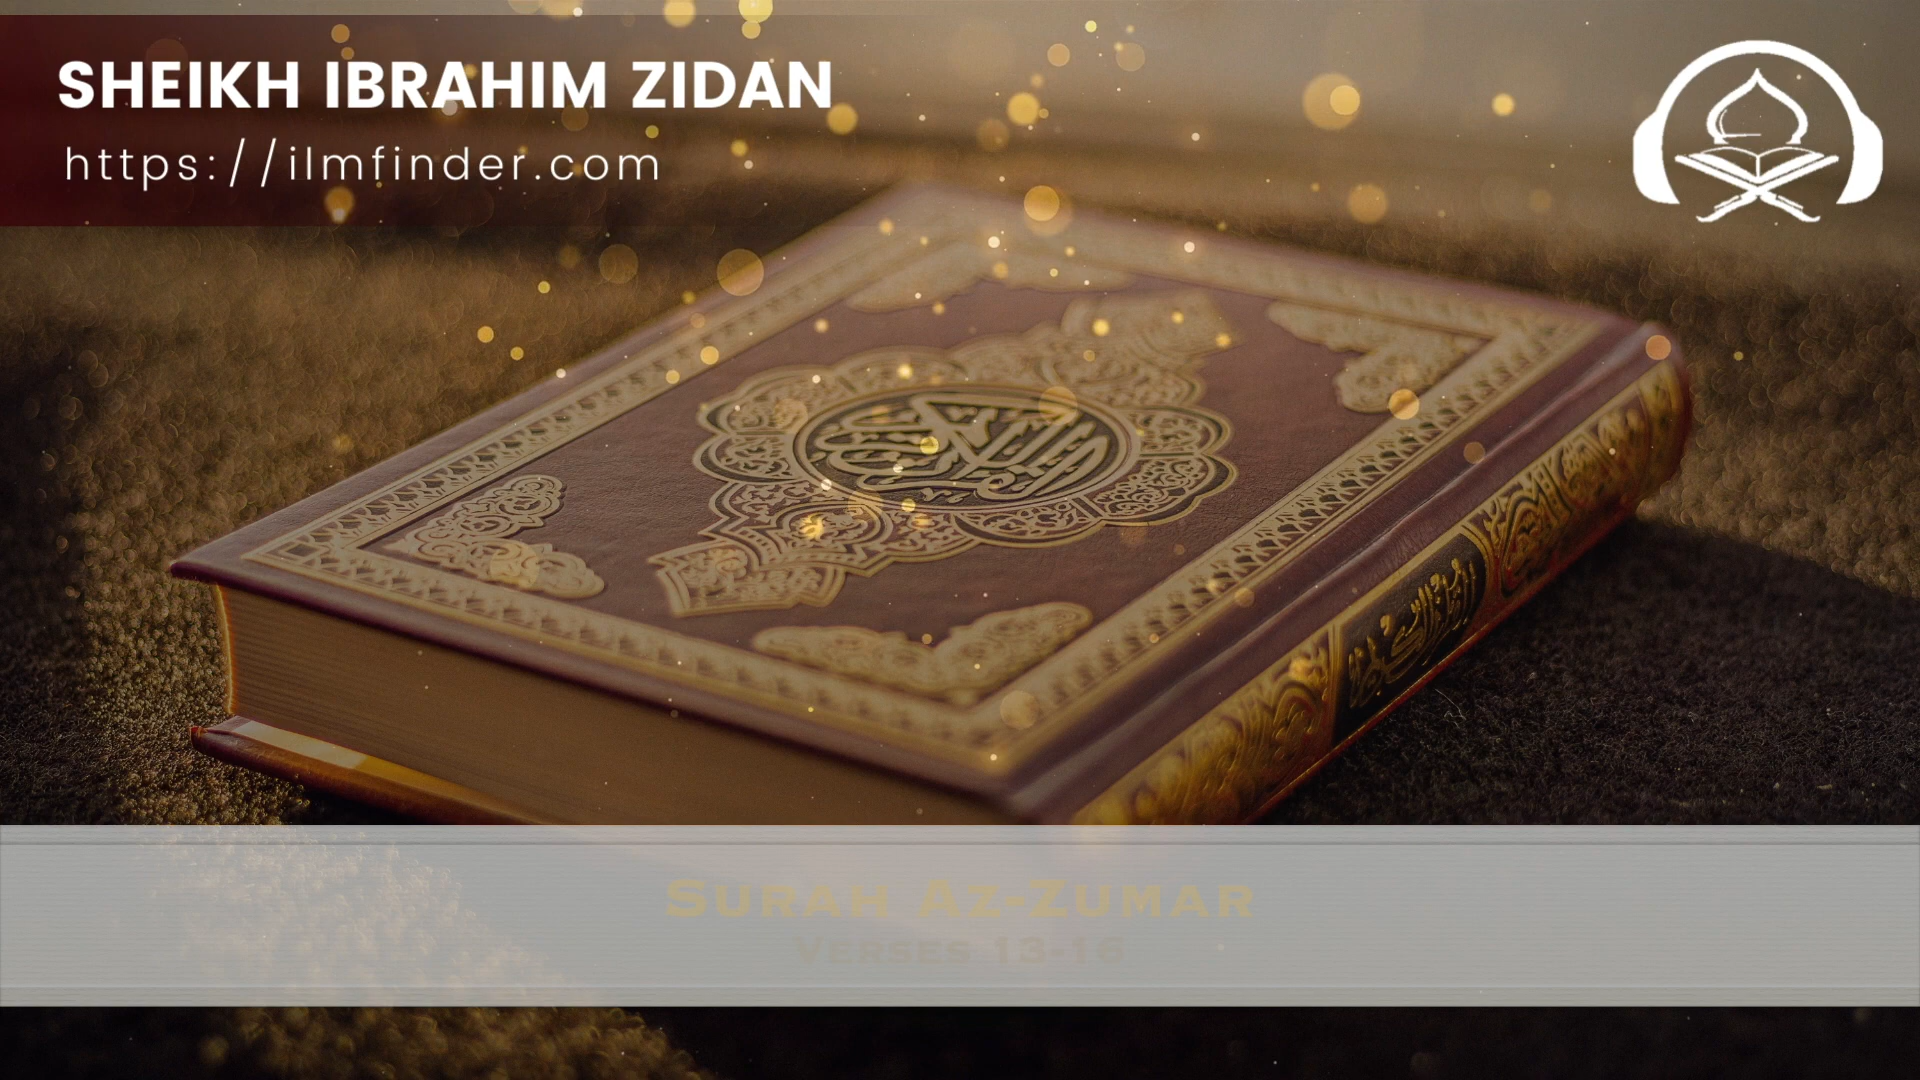 SHEIKH IBRAHIM ZIDAN
https://ilmfinder.com
SURAH AZ-ZUMAR
VERSES 13-16